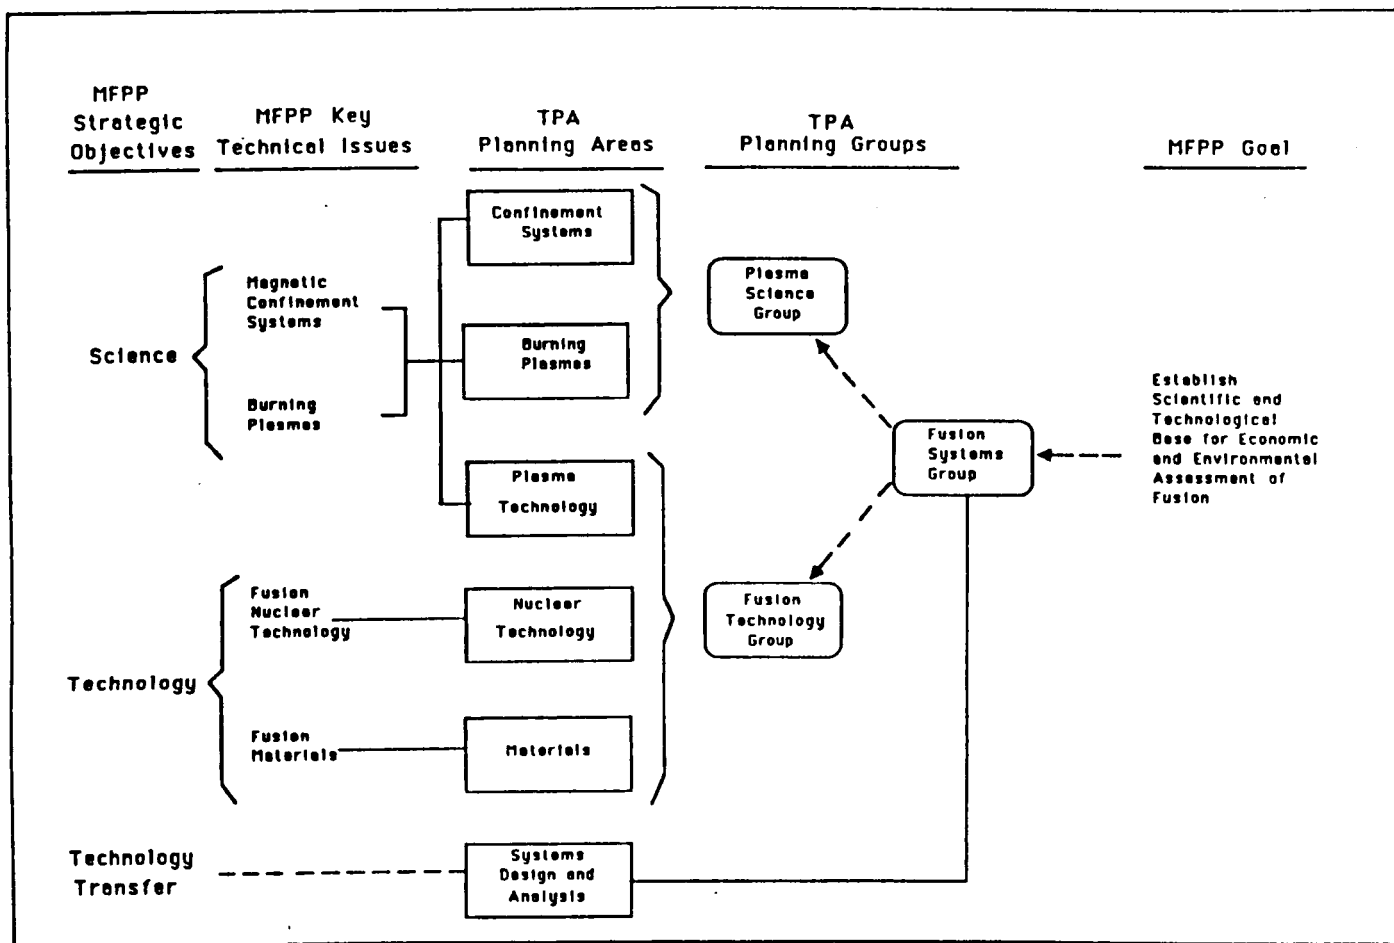 MFPP
Strategic
Objectives
MFPP Key
Technical Issues
TPA
Planning Areas
TPA
Planning Groups
MFPP Goal
Science
Magnetic
Confinement
Systems
Burning
Plasmas
Confinement
Systems
Burning
Plasmas
Plasma
Technology
Plasma
Science
Group
Fusion
Systems
Group
Establish
Scientific and
Technological
Base for Economic
and Environmental
Assessment of
Fusion
Technology
Fusion
Nuclear
Technology
Fusion
Materials
Nuclear
Technology
Materials
Fusion
Technology
Group
Technology
Transfer
Systems
Design and
Analysis